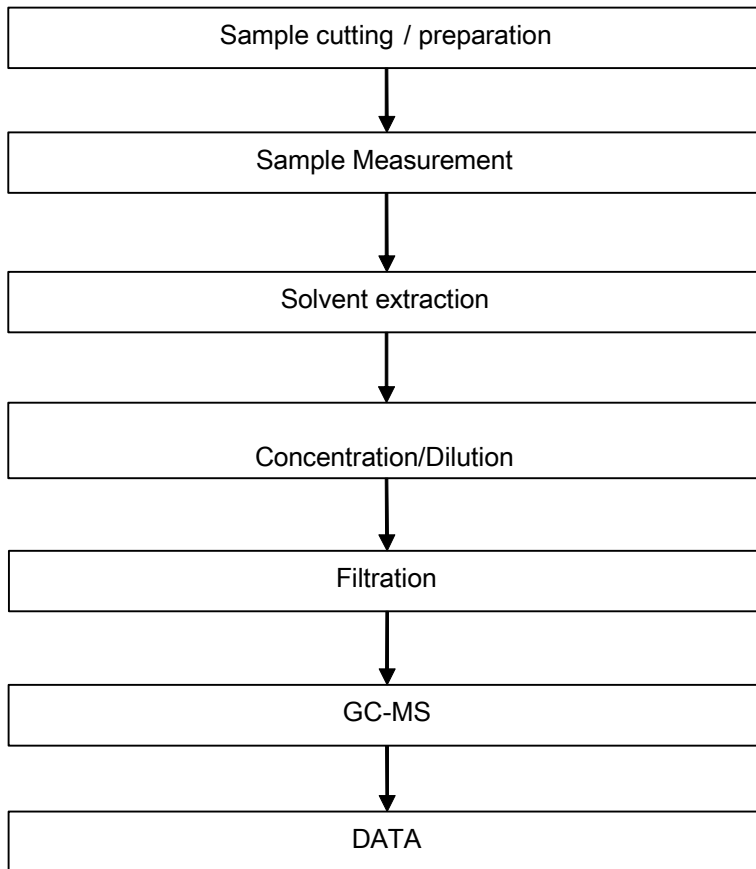 Sample cutting / preparation
Sample Measurement
Solvent extraction
Concentration/Dilution
Filtration
GC-MS
DATA